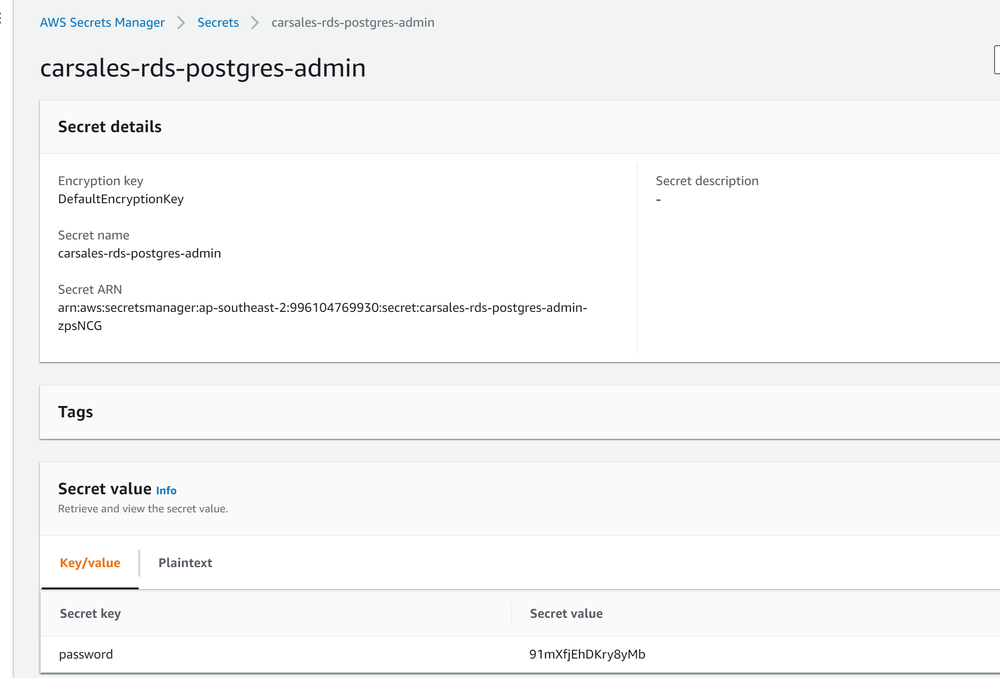 AWS Secrets Manager > Secrets > carsales-rds-postgres-admin
carsales-rds-postgres-admin
Secret details
Encryption key
DefaultEncryptionKey
Secret name
carsales-rds-postgres-admin
Secret ARN
arn:aws:secretsmanager:ap-southeast-2:996104769930:secret:carsales-rds-postgres-admin-
zpsNCG
Secret description
-
Tags
Secret value Info
Retrieve and view the secret value.
Key/value Plaintext
Secret key Secret value
password 91mXfjEhDKry8yMb